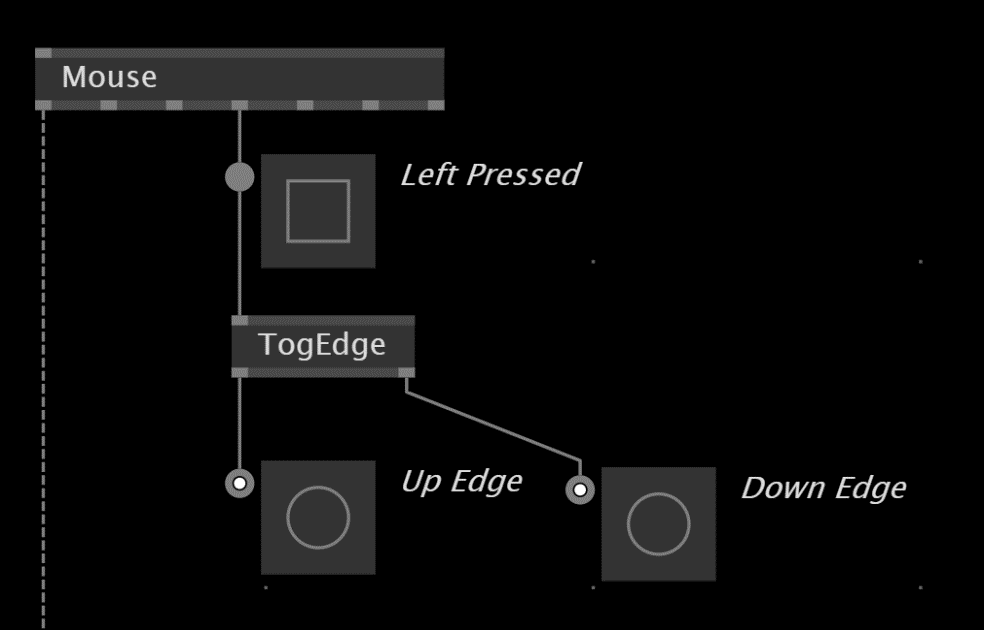 Mouse
Left Pressed
TogEdge
Up Edge
Down Edge